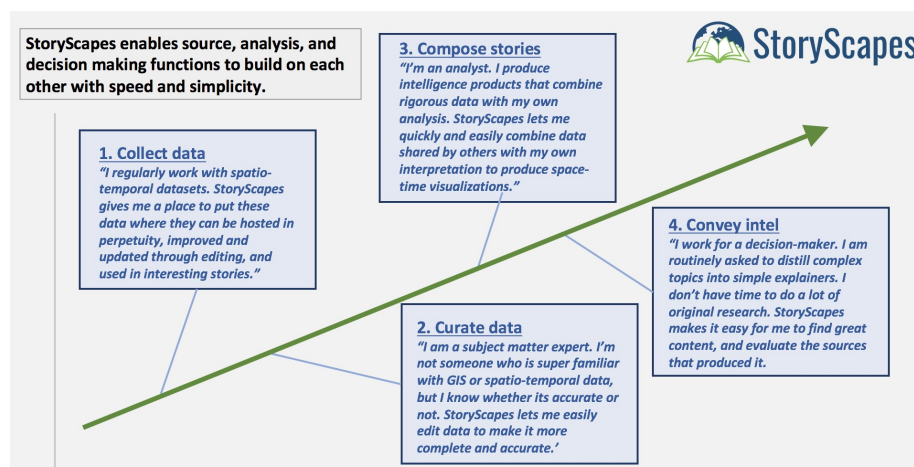 StoryScapes enables source, analysis, and
decision making functions to build on each
other with speed and simplicity.
StoryScapes
1. Collect data
“I regularly work with spatio-
temporal datasets. StoryScapes
gives me a place to put these
data where they can be hosted in
perpetuity, improved and
updated through editing, and
used in interesting stories.”
2. Curate data
“I am a subject matter expert. I’m
not someone who is super familiar
with GIS or spatio-temporal data,
but I know whether its accurate or
not. StoryScapes lets me easily
edit data to make it more
complete and accurate.’
3. Compose stories
“I’m an analyst. I produce
intelligence products that combine
rigorous data with my own
analysis. StoryScapes lets me
quickly and easily combine data
shared by others with my own
interpretation to produce space-
time visualizations.”
4. Convey intel
“I work for a decision-maker. I am
routinely asked to distill complex
topics into simple explainers. I
don’t have time to do a lot of
original research. StoryScapes
makes it easy for me to find great
content, and evaluate the sources
that produced it.